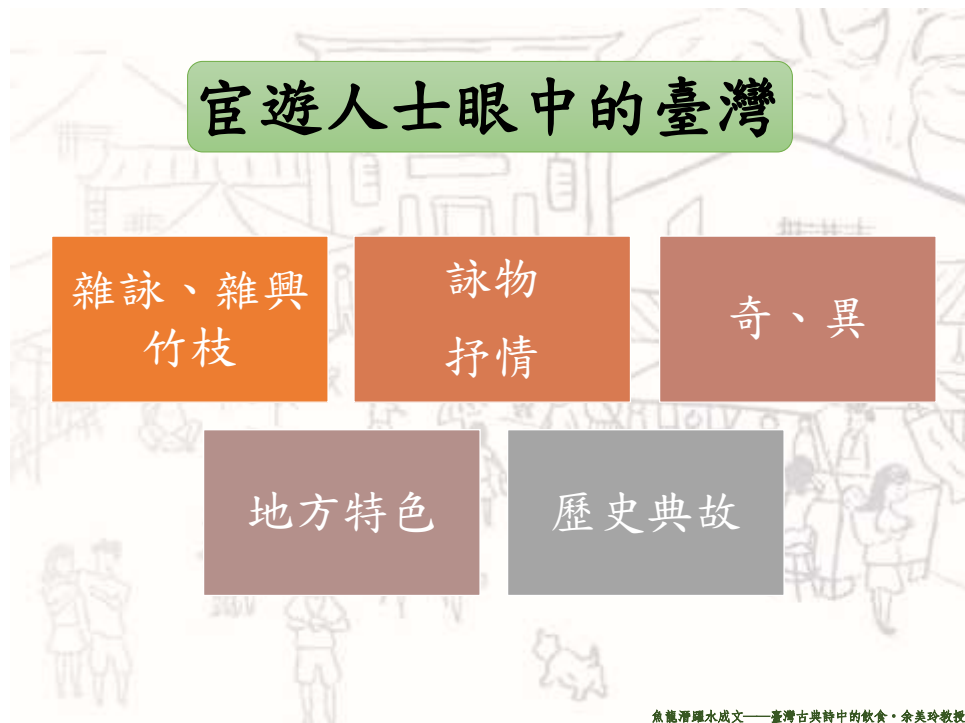 宦遊人士眼中的臺灣
雜詠、雜興
竹枝
詠物
抒情
奇、異
地方特色
歷史典故
魚龍潛躍水成文──臺灣古典詩中的飲食‧余美玲教授